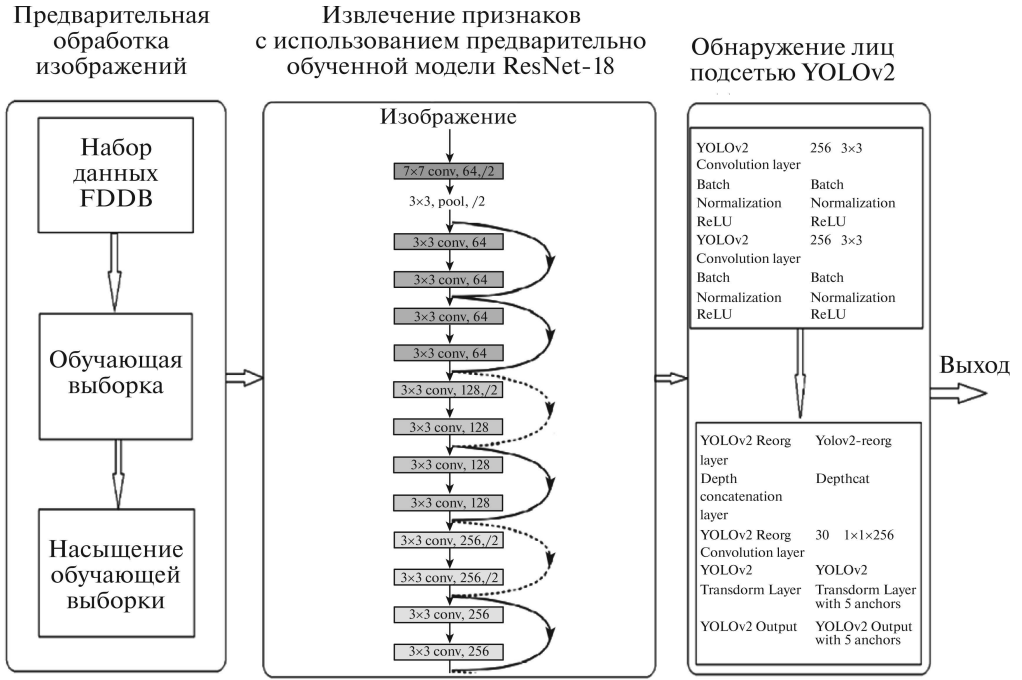 Предварительная
обработка
изображений
Набор
данных
FDDB
Обучающая
выборка
Насыщение
обучающей
выборки
Извлечение признаков
с использованием предварительно
обученной модели ResNet-18
Изображение
7×7 conv, 64,/2
3×3, pool, /2
3×3 conv, 64
3×3 conv, 64
3×3 conv, 64
3×3 conv, 64
3×3 conv, 128,/2
3×3 conv, 128
3×3 conv, 128
3×3 conv, 128
3×3 conv, 256,/2
3×3 conv, 256,/2
3×3 conv, 256
3×3 conv, 256
Обнаружение лиц
подсетью YOLOv2
YOLOv2 256 3×3
Convolution layer
Batch Batch
Normalization Normalization
ReLU ReLU
YOLOv2 256 3×3
Convolution layer
Batch Batch
Normalization Normalization
ReLU ReLU
YOLOv2 Reorg Yolov2-reorg
layer
Depth Depthcat
concatenation
layer
YOLOv2 Reorg 30 1×1×256
Convolution layer
YOLOv2 YOLOv2
Transdorm Layer Transdorm Layer
with 5 anchors
YOLOv2 Output YOLOv2 Output
with 5 anchors
Выход